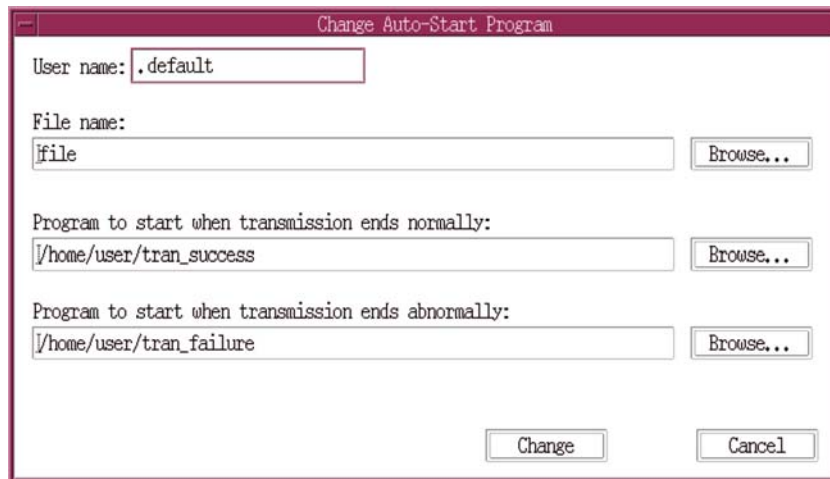 Change Auto-Start Program
User name: .default
File name:
file Browse...
Program to start when transmission ends normally:
/home/user/tran_success Browse...
Program to start when transmission ends abnormally:
/home/user/tran_failure Browse...
Change Cancel